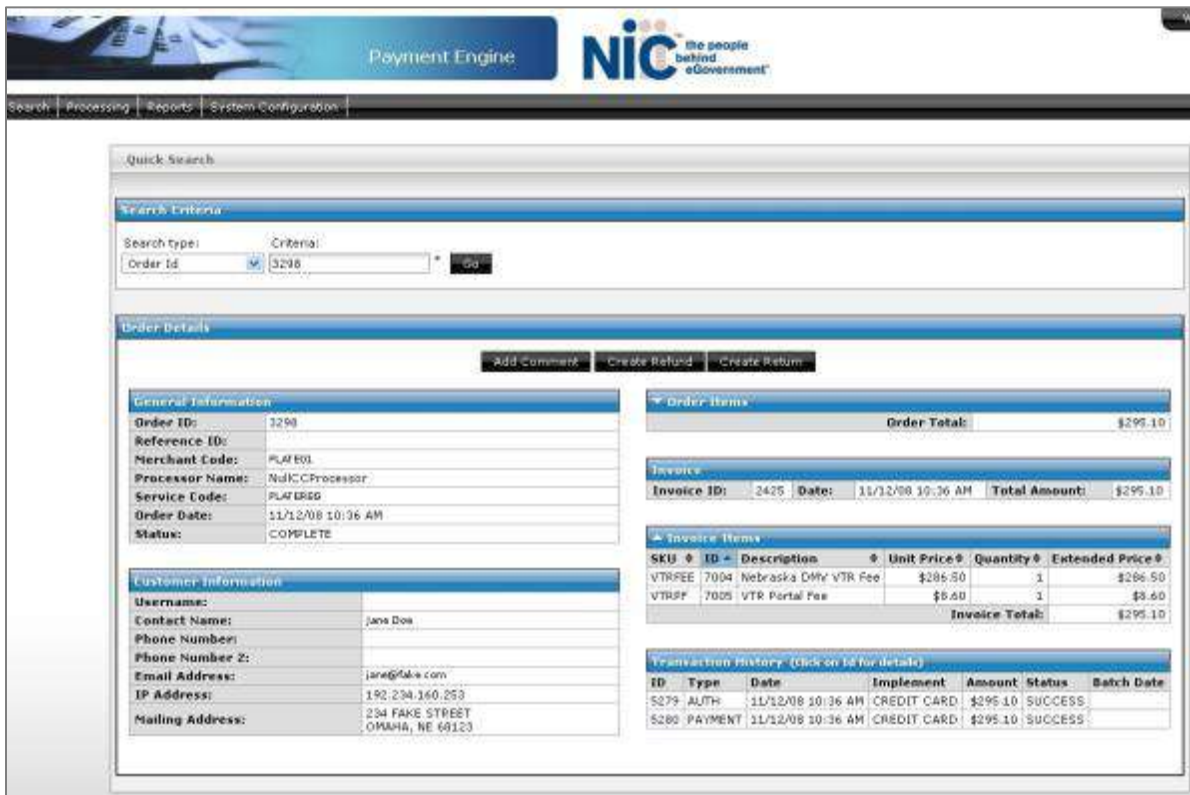 Payment Engine
NIC the people
behind
eGovernment
Search Processing Reports System Configuration
Quick Search
Search Criteria
Search type: Criteria:
Order Id 3298 * Go
Order Details
Add Comment Create Refund Create Return
General Information
Order ID: 3298
Reference ID:
Merchant Code: PLATE01
Processor Name: NullCCProcessor
Service Code: PLATEREG
Order Date: 11/12/08 10:36 AM
Status: COMPLETE
Customer Information
Username:
Contact Name: Jane Doe
Phone Number:
Phone Number 2:
Email Address: jane@fake.com
IP Address: 192.234.160.253
Mailing Address: 234 FAKE STREET
OMAHA, NE 68123
Order Items
Order Total: $295.10
Invoice
Invoice ID: 2425 Date: 11/12/08 10:36 AM Total Amount: $295.10
Invoice Items
SKU ID Description Unit Price Quantity Extended Price
VTRFEE 7004 Nebraska DMV VTR Fee $286.50 1 $286.50
VTRPF 7005 VTR Portal Fee $8.60 1 $8.60
Invoice Total: $295.10
Transaction History (Click on Id for details)
ID Type Date Implement Amount Status Batch Date
5279 AUTH 11/12/08 10:36 AM CREDIT CARD $295.10 SUCCESS
5280 PAYMENT 11/12/08 10:36 AM CREDIT CARD $295.10 SUCCESS